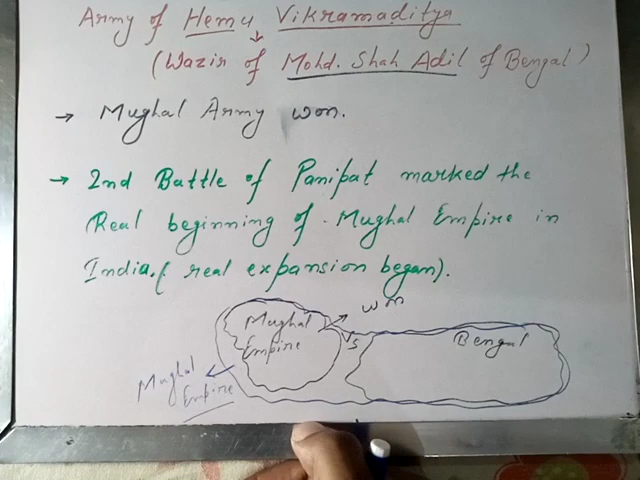 Army of Hemu Vikramaditya
(Wazir of Mohd. Shah Adil of Bengal)
→ Mughal Army won.
→ 2nd Battle of Panipat marked the
Real beginning of Mughal Empire in
India. (real expansion began).
won
Mughal
Empire
Vs
Bengal
Mughal
Empire